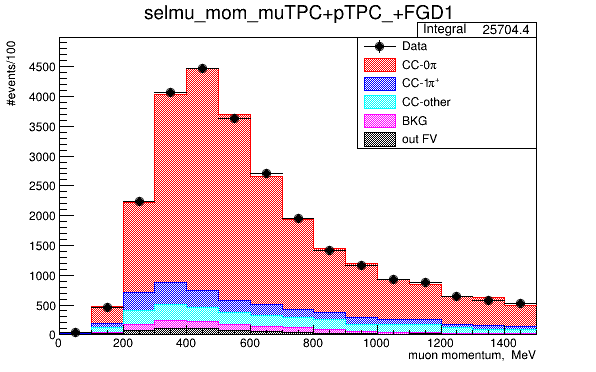 selmu_mom_muTPC+pTPC_+FGD1
Integral 25704.4
#events/100
Data
CC-0π
CC-1π⁺
CC-other
BKG
out FV
4500
4000
3500
3000
2500
2000
1500
1000
500
0
0 200 400 600 800 1000 1200 1400
muon momentum, MeV